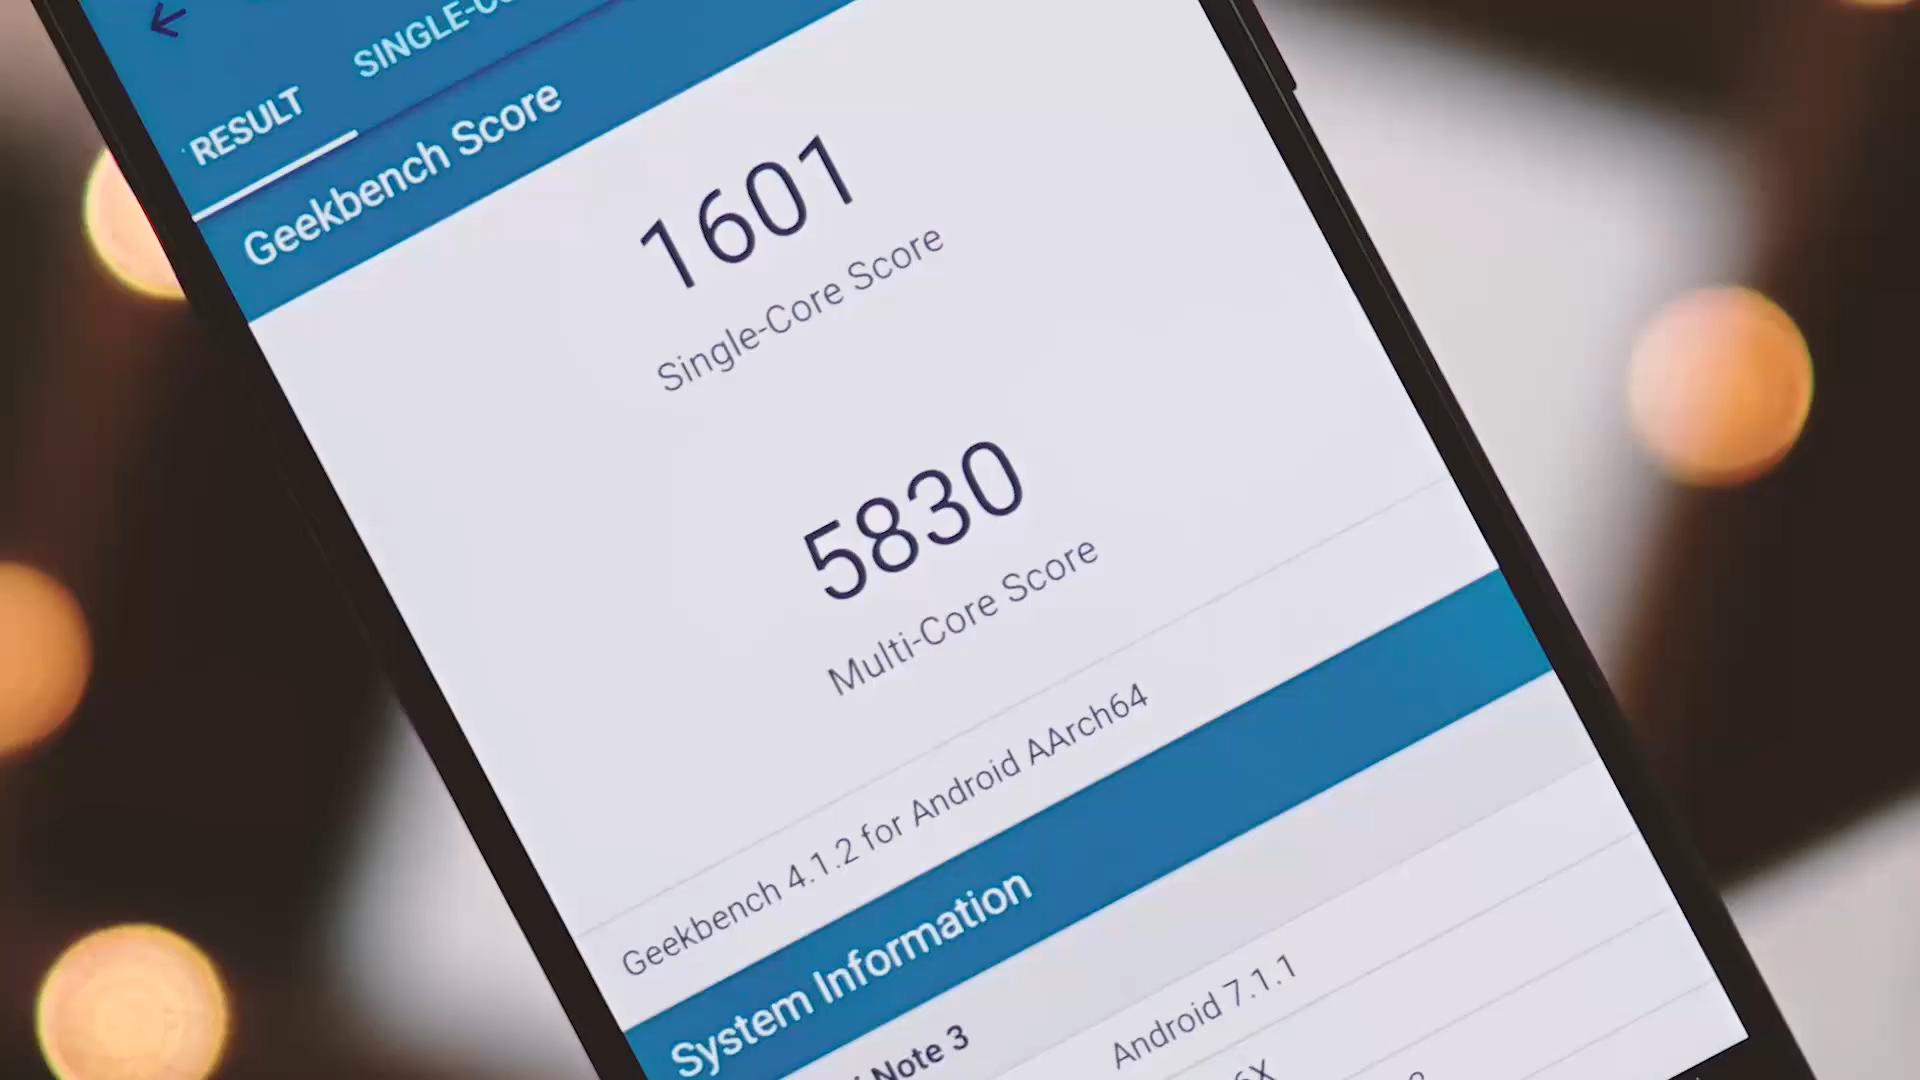 RESULT
Geekbench Score
1601
Single-Core Score
5830
Multi-Core Score
Geekbench 4.1.2 for Android AArch64
System Information
Note 3
Android 7.1.1